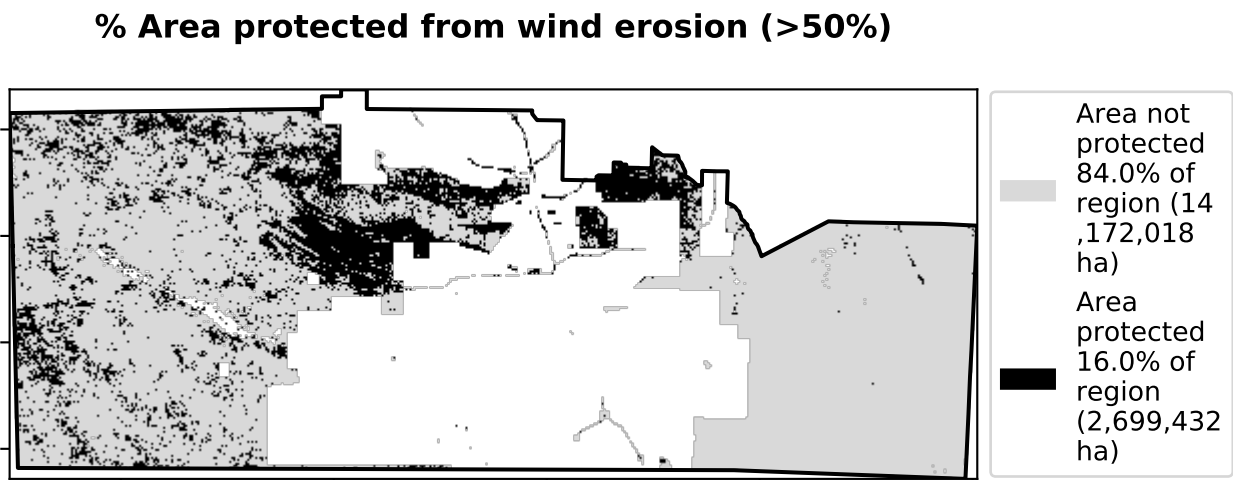 % Area protected from wind erosion (>50%)
Area not
protected
84.0% of
region (14
,172,018
ha)
Area
protected
16.0% of
region
(2,699,432
ha)